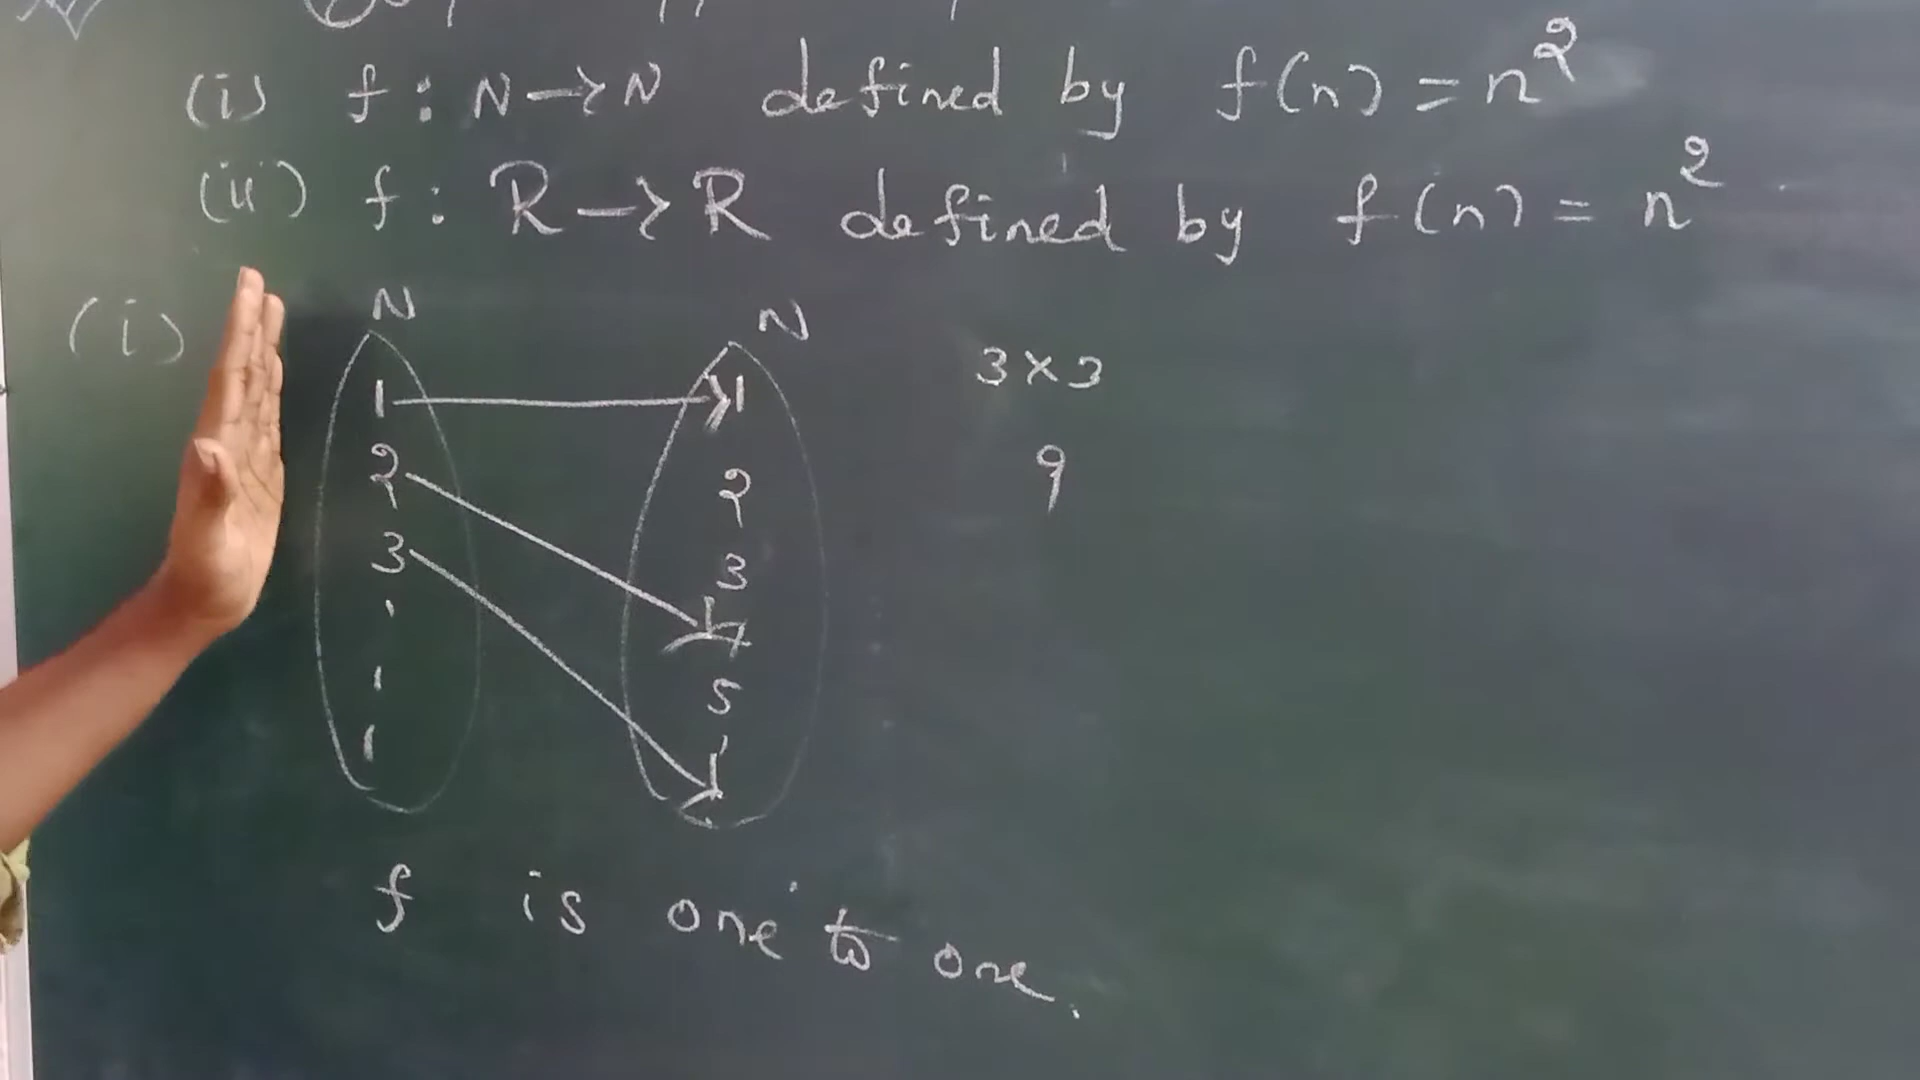 (i) f : N → N defined by f(n) = n²
(ii) f : R → R defined by f(n) = n²
(i)
N N
1 1
2 2
3 3
4
5
3 × 3
9
f is one to one.